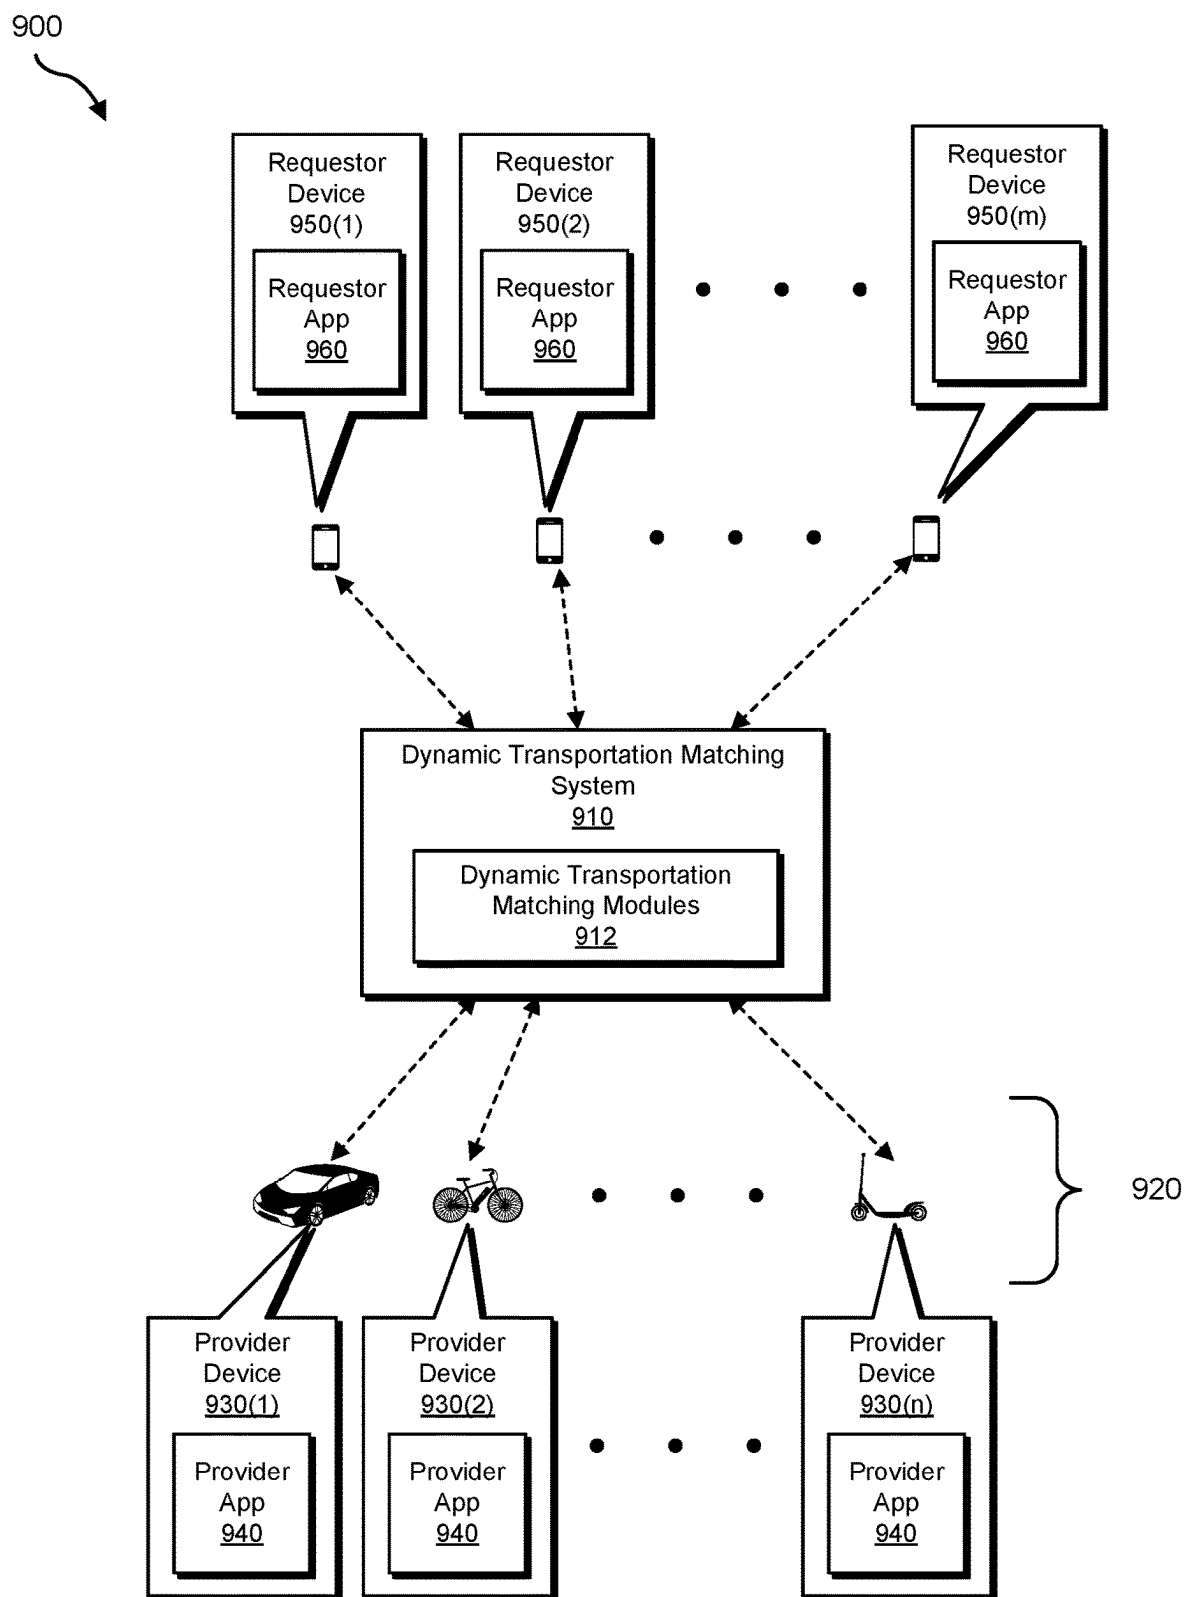 900
Requestor
Device
950(1)
Requestor
App
960
Requestor
Device
950(2)
Requestor
App
960
Requestor
Device
950(m)
Requestor
App
960
Dynamic Transportation Matching
System
910
Dynamic Transportation
Matching Modules
912
920
Provider
Device
930(1)
Provider
App
940
Provider
Device
930(2)
Provider
App
940
Provider
Device
930(n)
Provider
App
940